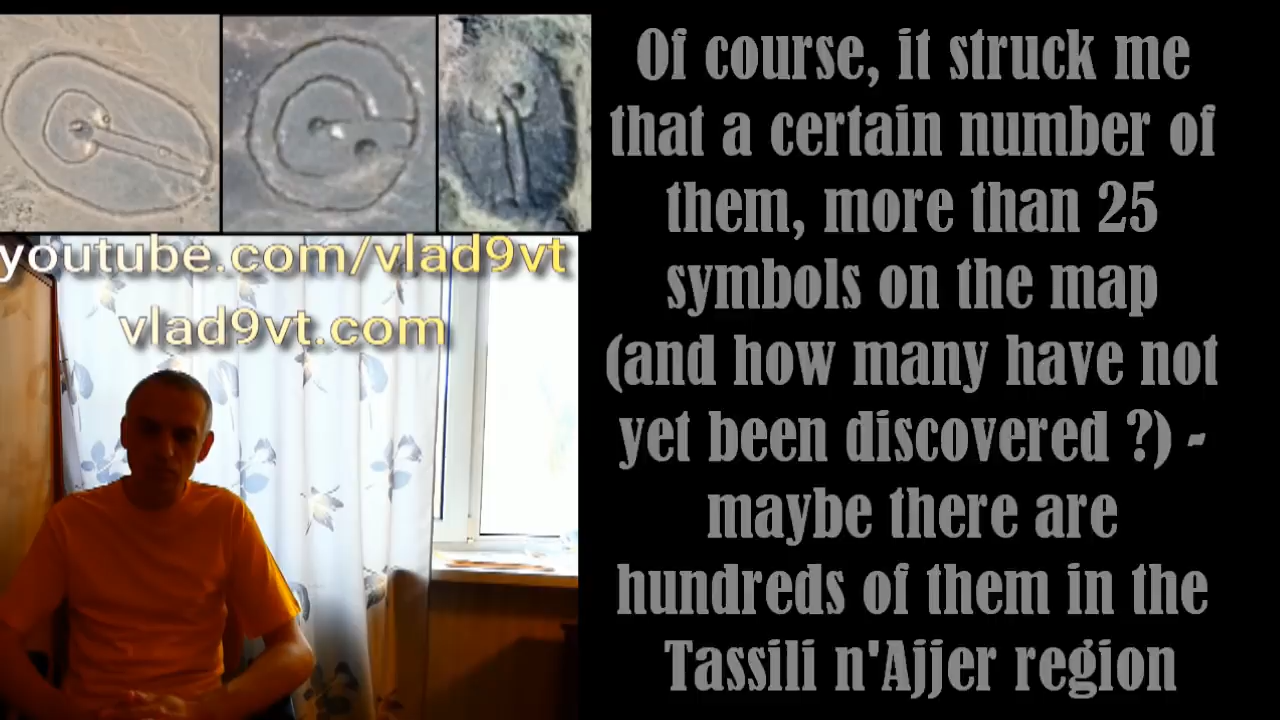 youtube.com/vlad9vt
vlad9vt.com
Of course, it struck me
that a certain number of
them, more than 25
symbols on the map
(and how many have not
yet been discovered ?) -
maybe there are
hundreds of them in the
Tassili n'Ajjer region